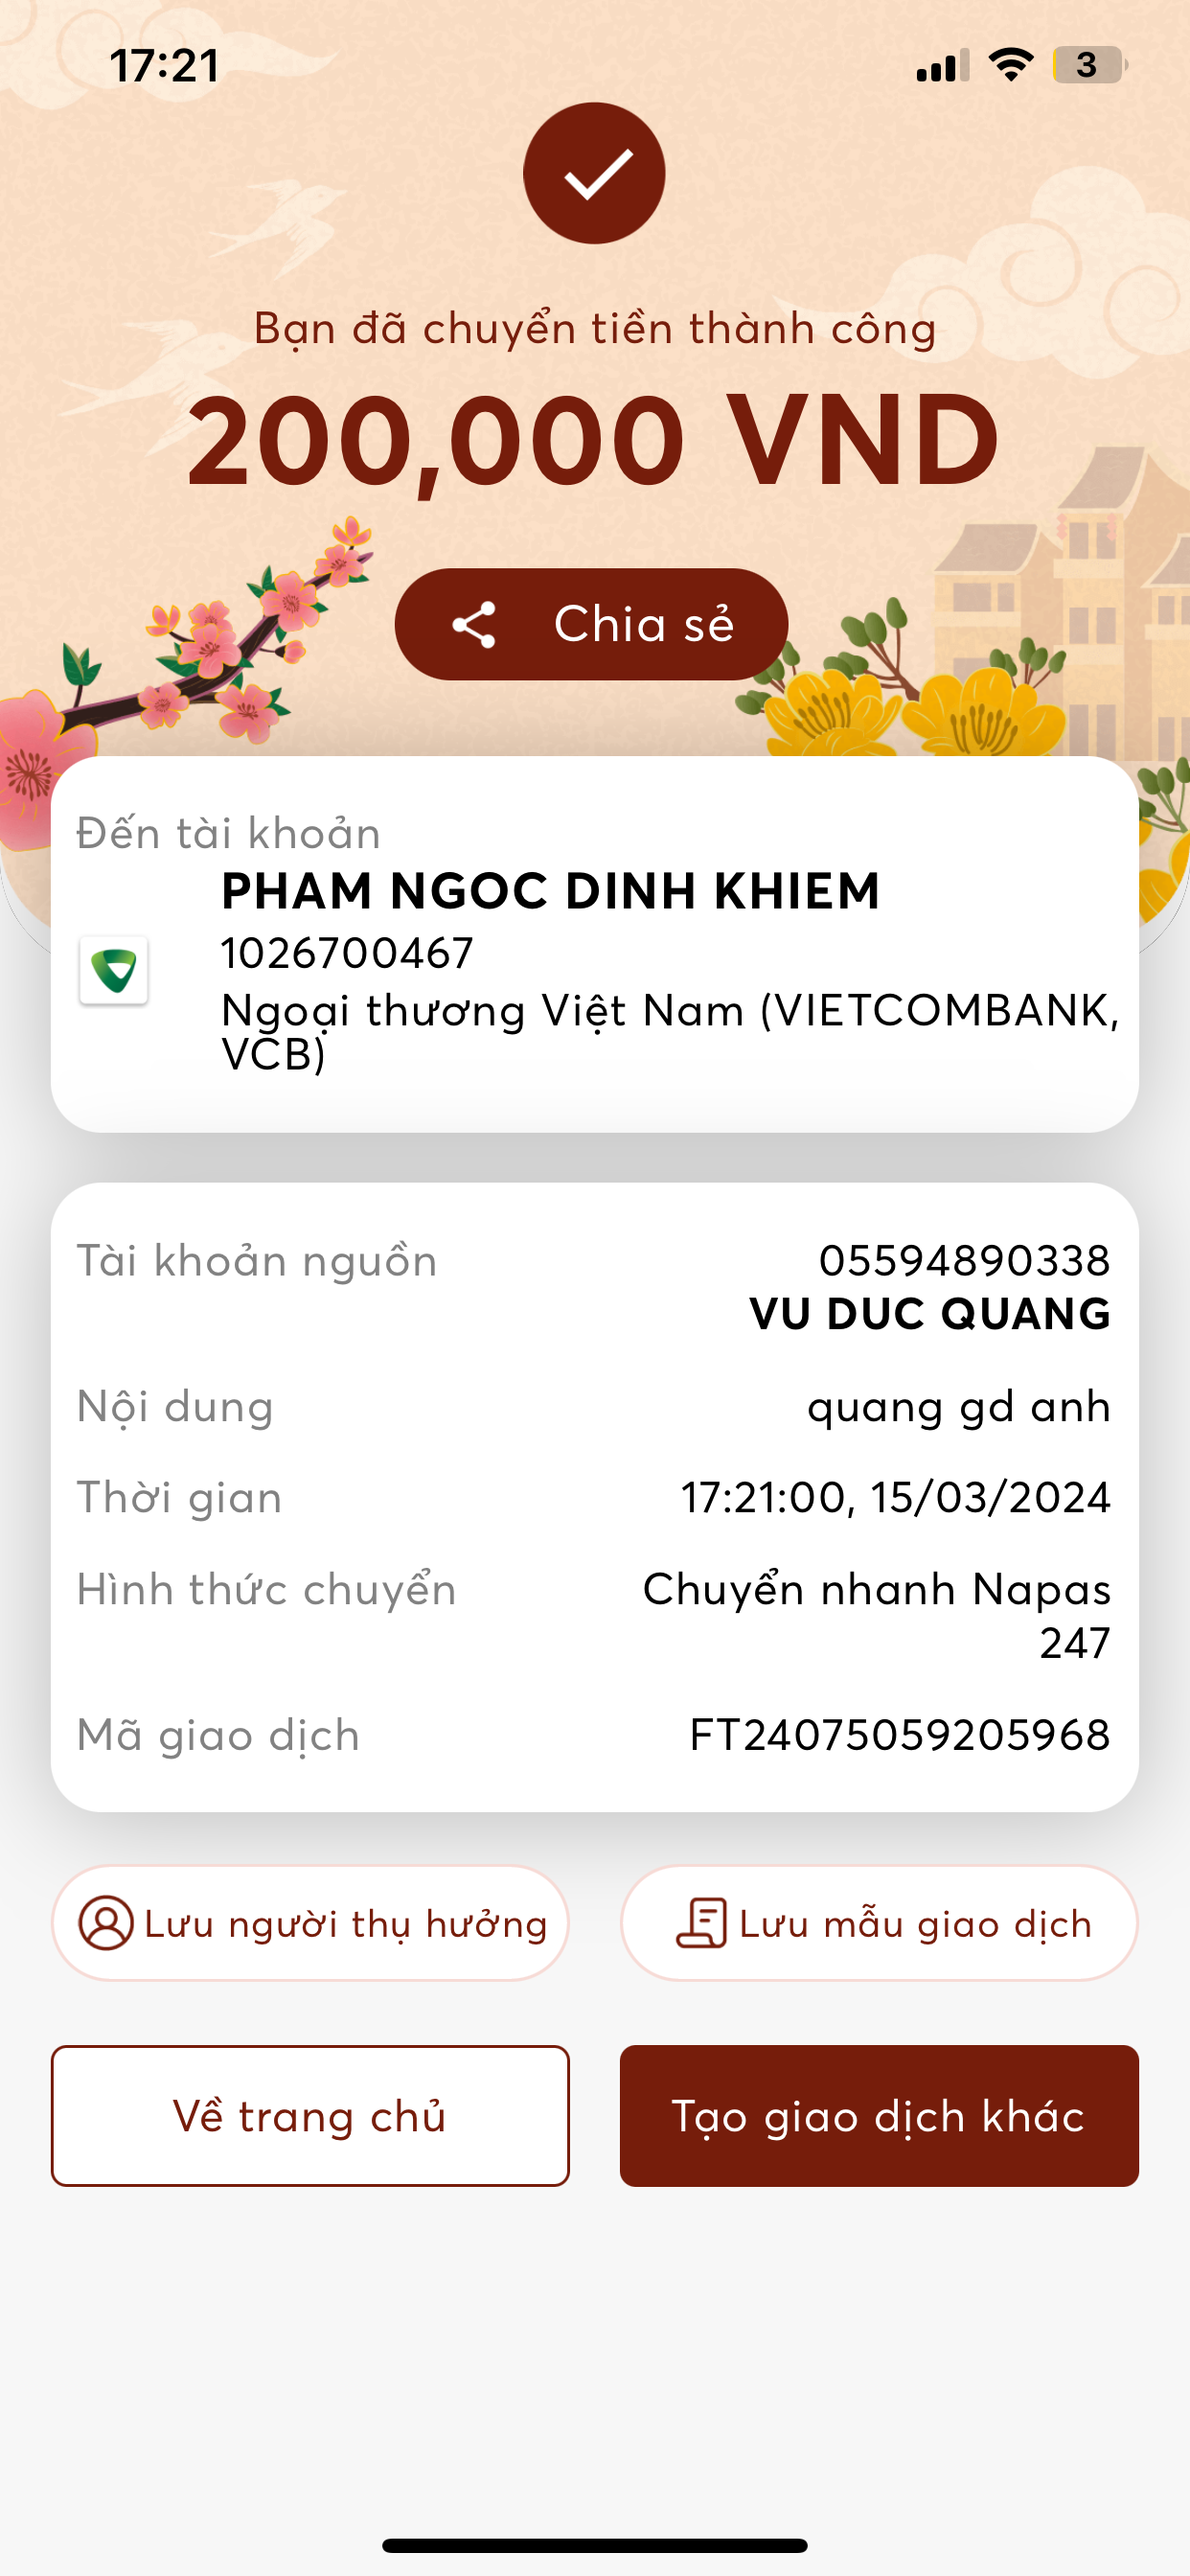 17:21
3
Bạn đã chuyển tiền thành công
200,000 VND
Chia sẻ
Đến tài khoản
PHAM NGOC DINH KHIEM
1026700467
Ngoại thương Việt Nam (VIETCOMBANK,
VCB)
Tài khoản nguồn 05594890338
VU DUC QUANG
Nội dung quang gd anh
Thời gian 17:21:00, 15/03/2024
Hình thức chuyển Chuyển nhanh Napas
247
Mã giao dịch FT24075059205968
Lưu người thụ hưởng Lưu mẫu giao dịch
Về trang chủ Tạo giao dịch khác